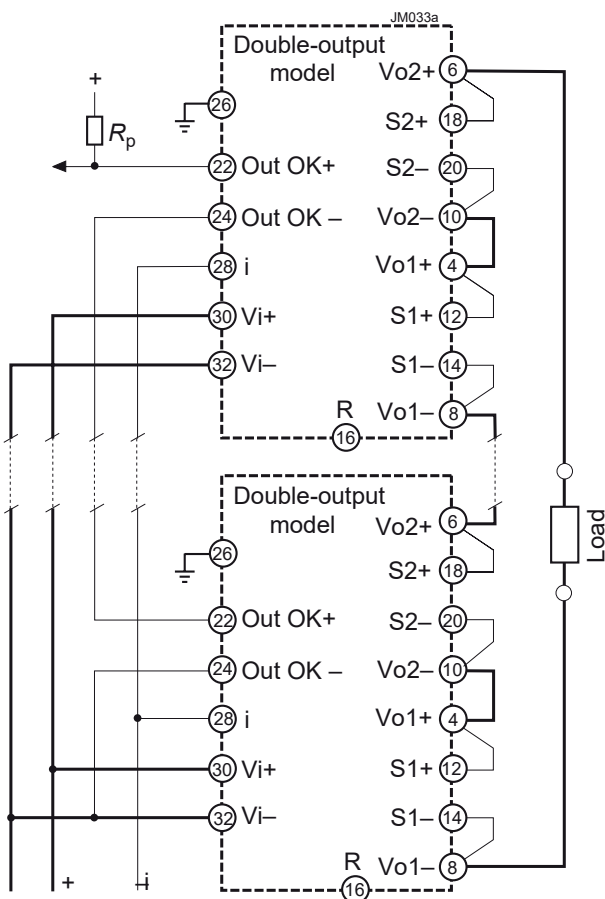 JM033a
Double-output
model
+
Rp
26
22 Out OK+
24 Out OK –
28 i
30 Vi+
32 Vi–
Vo2+ 6
S2+ 18
S2– 20
Vo2– 10
Vo1+ 4
S1+ 12
S1– 14
Vo1– 8
R
16
Double-output
model
26
22 Out OK+
24 Out OK –
28 i
30 Vi+
32 Vi–
Vo2+ 6
S2+ 18
S2– 20
Vo2– 10
Vo1+ 4
S1+ 12
S1– 14
Vo1– 8
R
16
Load
+
–i